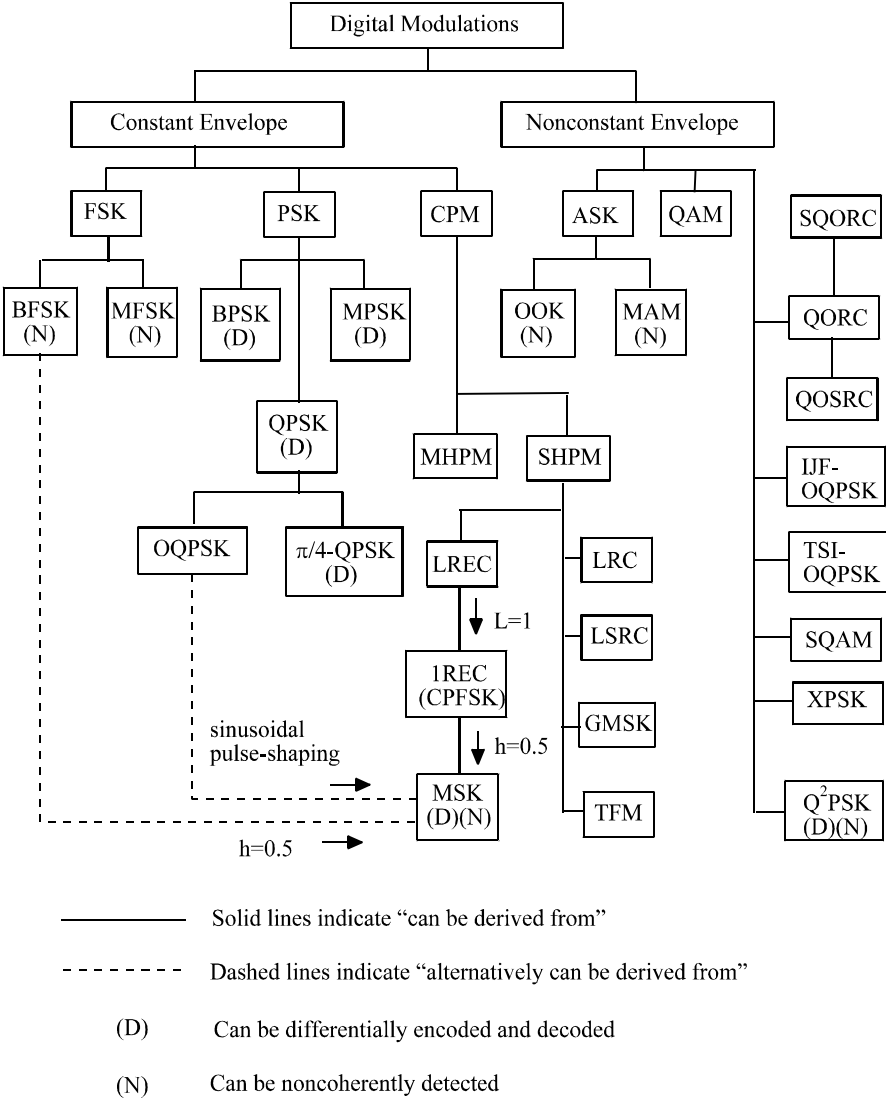 Digital Modulations
Constant Envelope
Nonconstant Envelope
FSK
PSK
CPM
ASK
QAM
SQORC
BFSK
(N)
MFSK
(N)
BPSK
(D)
MPSK
(D)
OOK
(N)
MAM
(N)
QORC
QOSRC
QPSK
(D)
MHPM
SHPM
IJF-
OQPSK
OQPSK
π/4-QPSK
(D)
LREC
LRC
TSI-
OQPSK
L=1
LSRC
SQAM
1REC
(CPFSK)
XPSK
GMSK
sinusoidal
pulse-shaping
h=0.5
MSK
(D)(N)
TFM
Q²PSK
(D)(N)
h=0.5
Solid lines indicate “can be derived from”
Dashed lines indicate “alternatively can be derived from”
(D) Can be differentially encoded and decoded
(N) Can be noncoherently detected